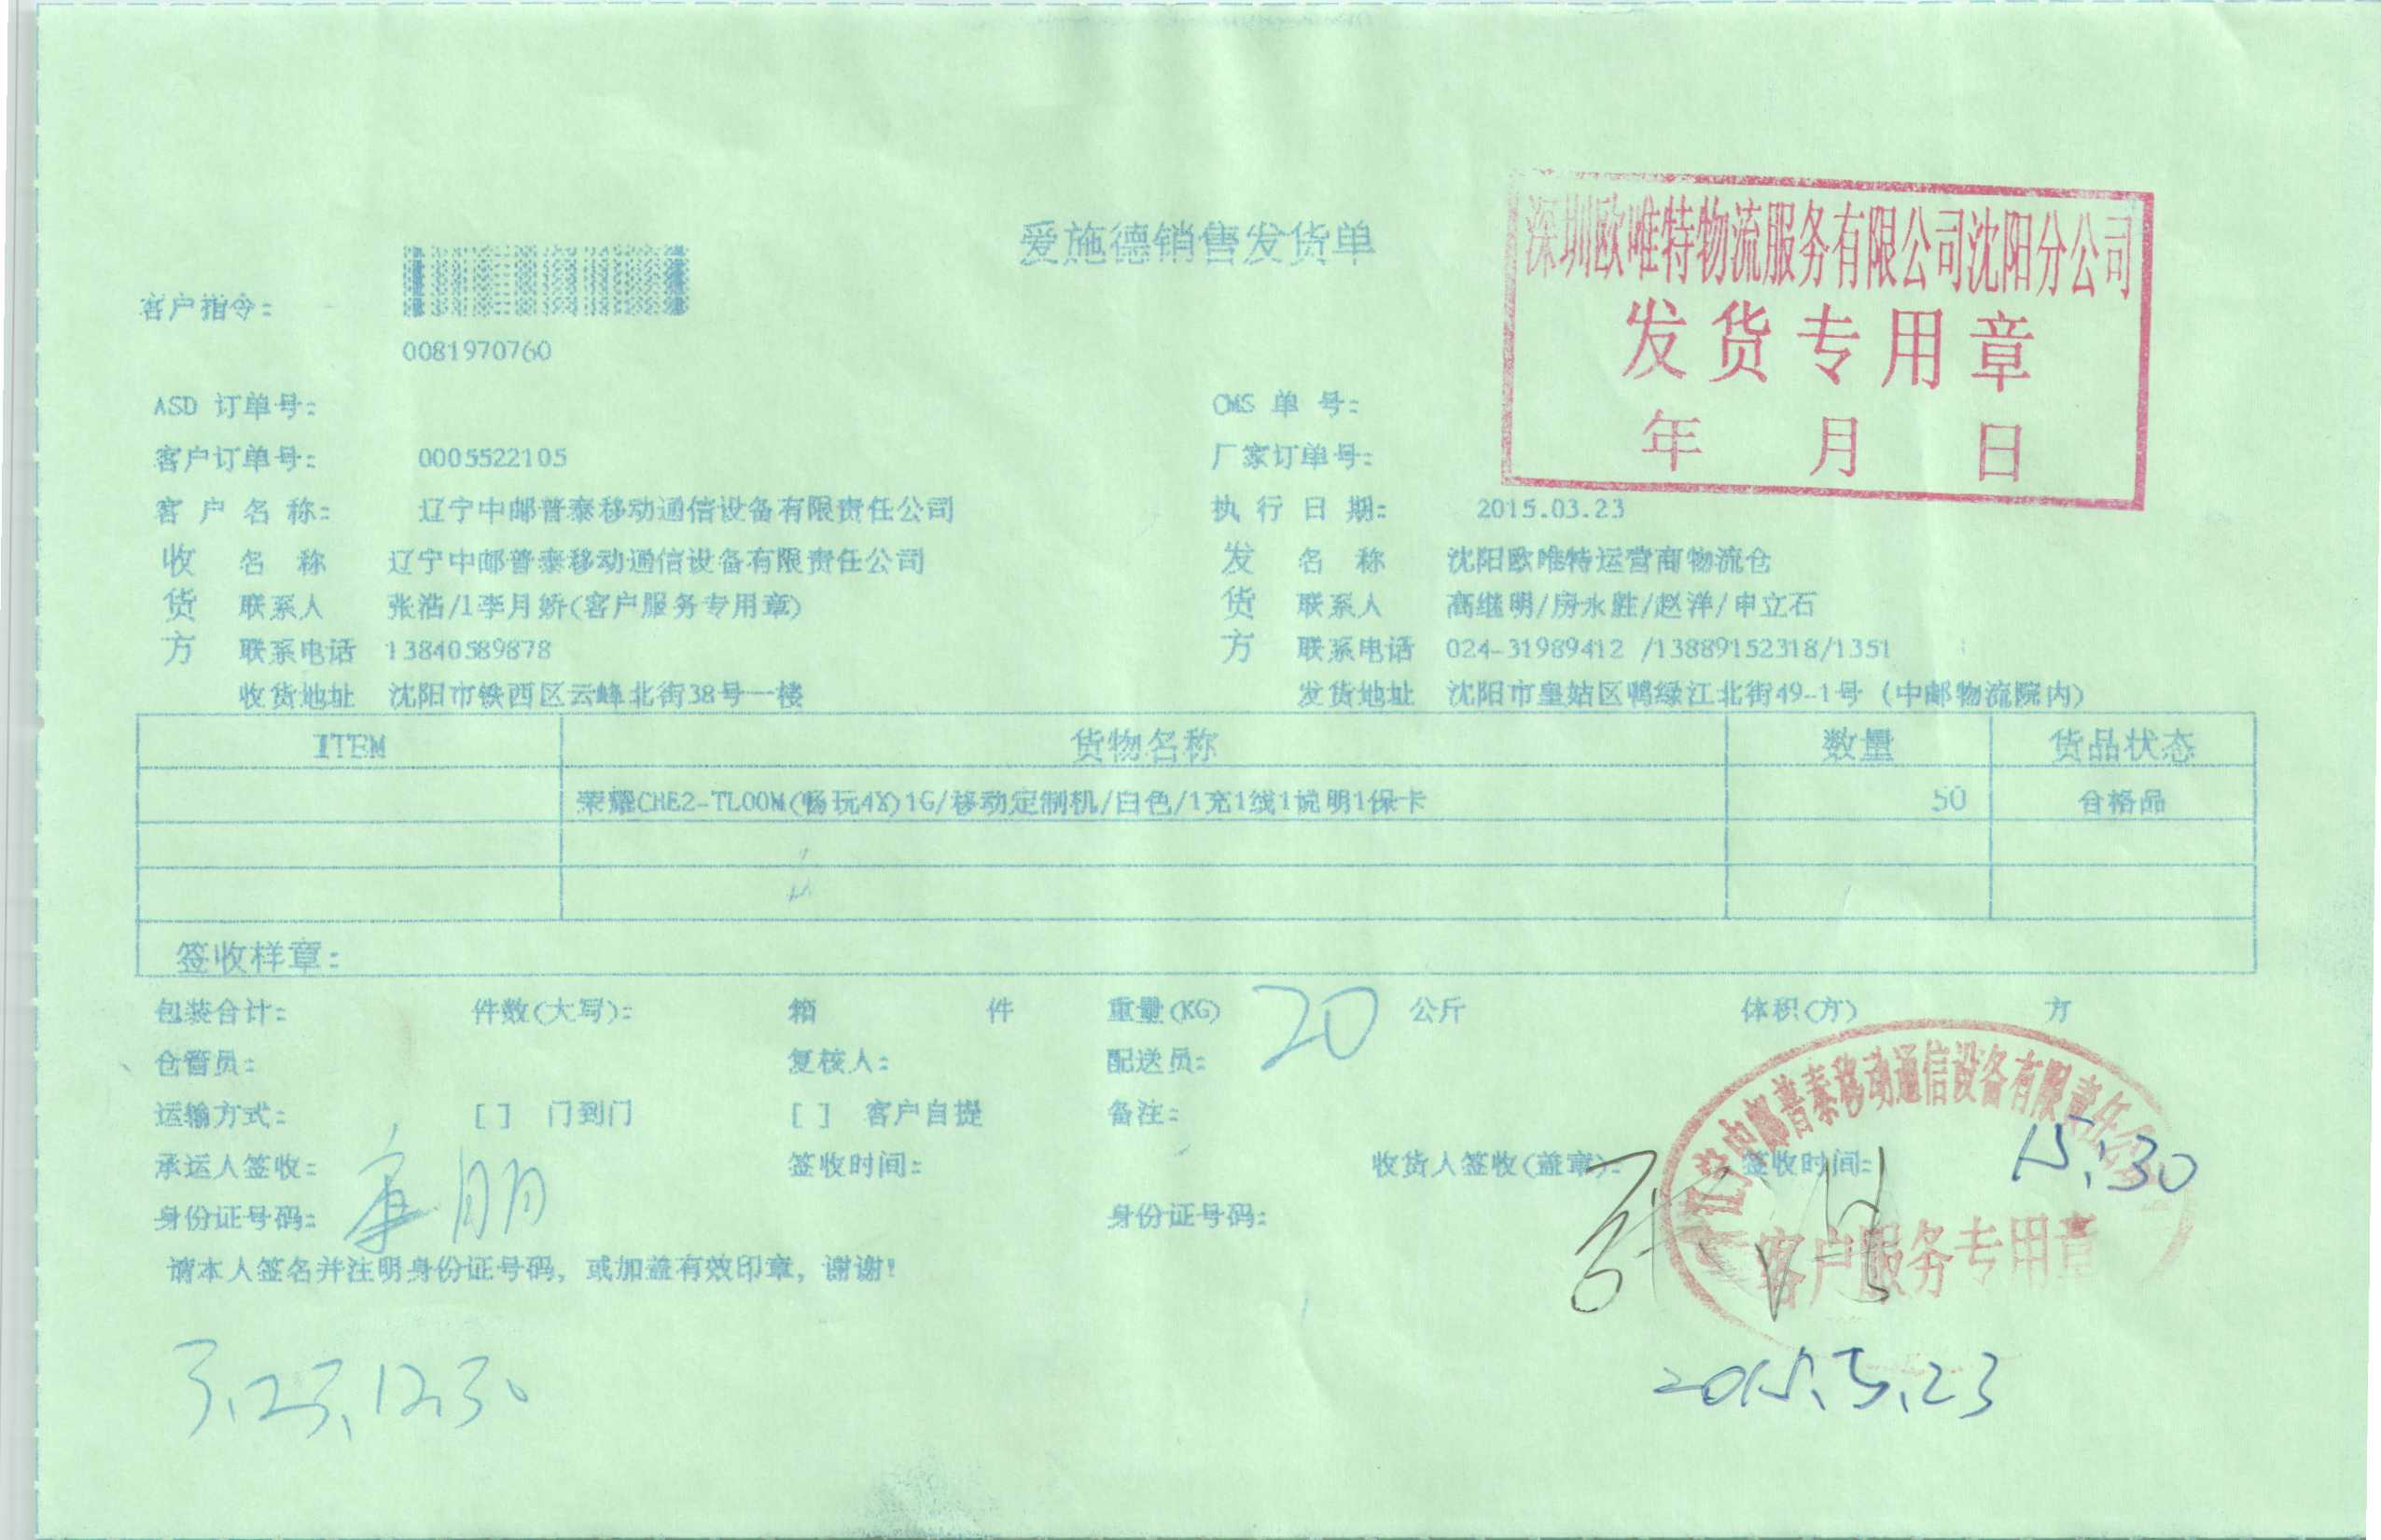 爱施德销售发货单
深圳欧唯特物流服务有限公司沈阳分公司
发货专用章
年 月 日
客户指令:
0081970760
ASD 订单号: CMS 单 号:
客户订单号: 0005522105 厂家订单号:
客 户 名 称: 辽宁中邮普泰移动通信设备有限责任公司 执 行 日 期: 2015.03.23
收 名 称 辽宁中邮普泰移动通信设备有限责任公司 发 名 称 沈阳欧唯特运营商物流仓
货 联系人 张浩/1李月娇(客户服务专用章) 货 联系人 高继明/房永胜/赵洋/申立石
方 联系电话 13840589878 方 联系电话 024-31989412 /13889152318/1351
收货地址 沈阳市铁西区云峰北街38号一楼 发货地址 沈阳市皇姑区鸭绿江北街49-1号 (中邮物流院内)
ITEM 货物名称 数量 货品状态
荣耀CHE2-TL00M(畅玩4X)1G/移动定制机/白色/1充1线1说明1保卡 50 合格品
签收样章:
包装合计: 件数(大写): 箱 件 重量(KG) 20 公斤 体积(方) 方
仓管员: 复核人: 配送员:
运输方式: [ ] 门到门 [ ] 客户自提 备注:
承运人签收: 签收时间: 收货人签收(盖章): 签收时间: 15:30
身份证号码: 身份证号码:
辽宁中邮普泰移动通信设备有限责任公司
客户服务专用章
请本人签名并注明身份证号码, 或加盖有效印章, 谢谢!
3.23.12.30